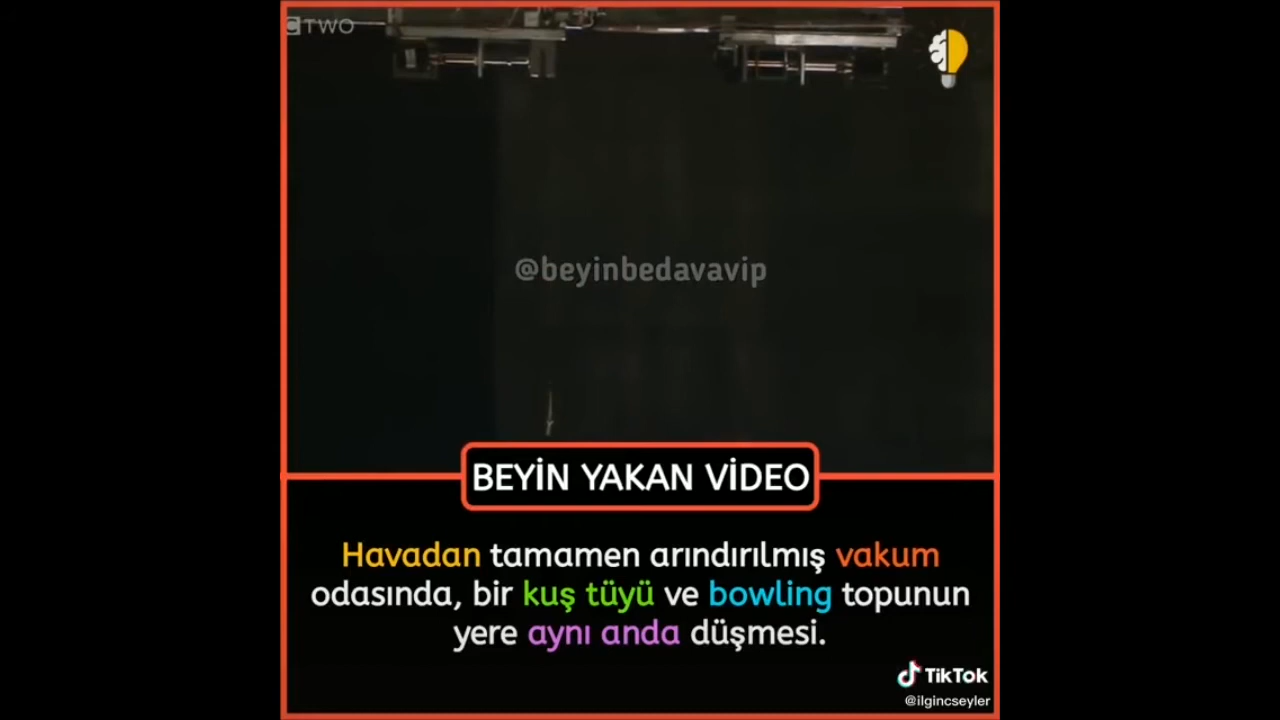 C TWO
@beyinbedavavip
BEYİN YAKAN VİDEO
Havadan tamamen arındırılmış vakum
odasında, bir kuş tüyü ve bowling topunun
yere aynı anda düşmesi.
TikTok
@ilgincseyler